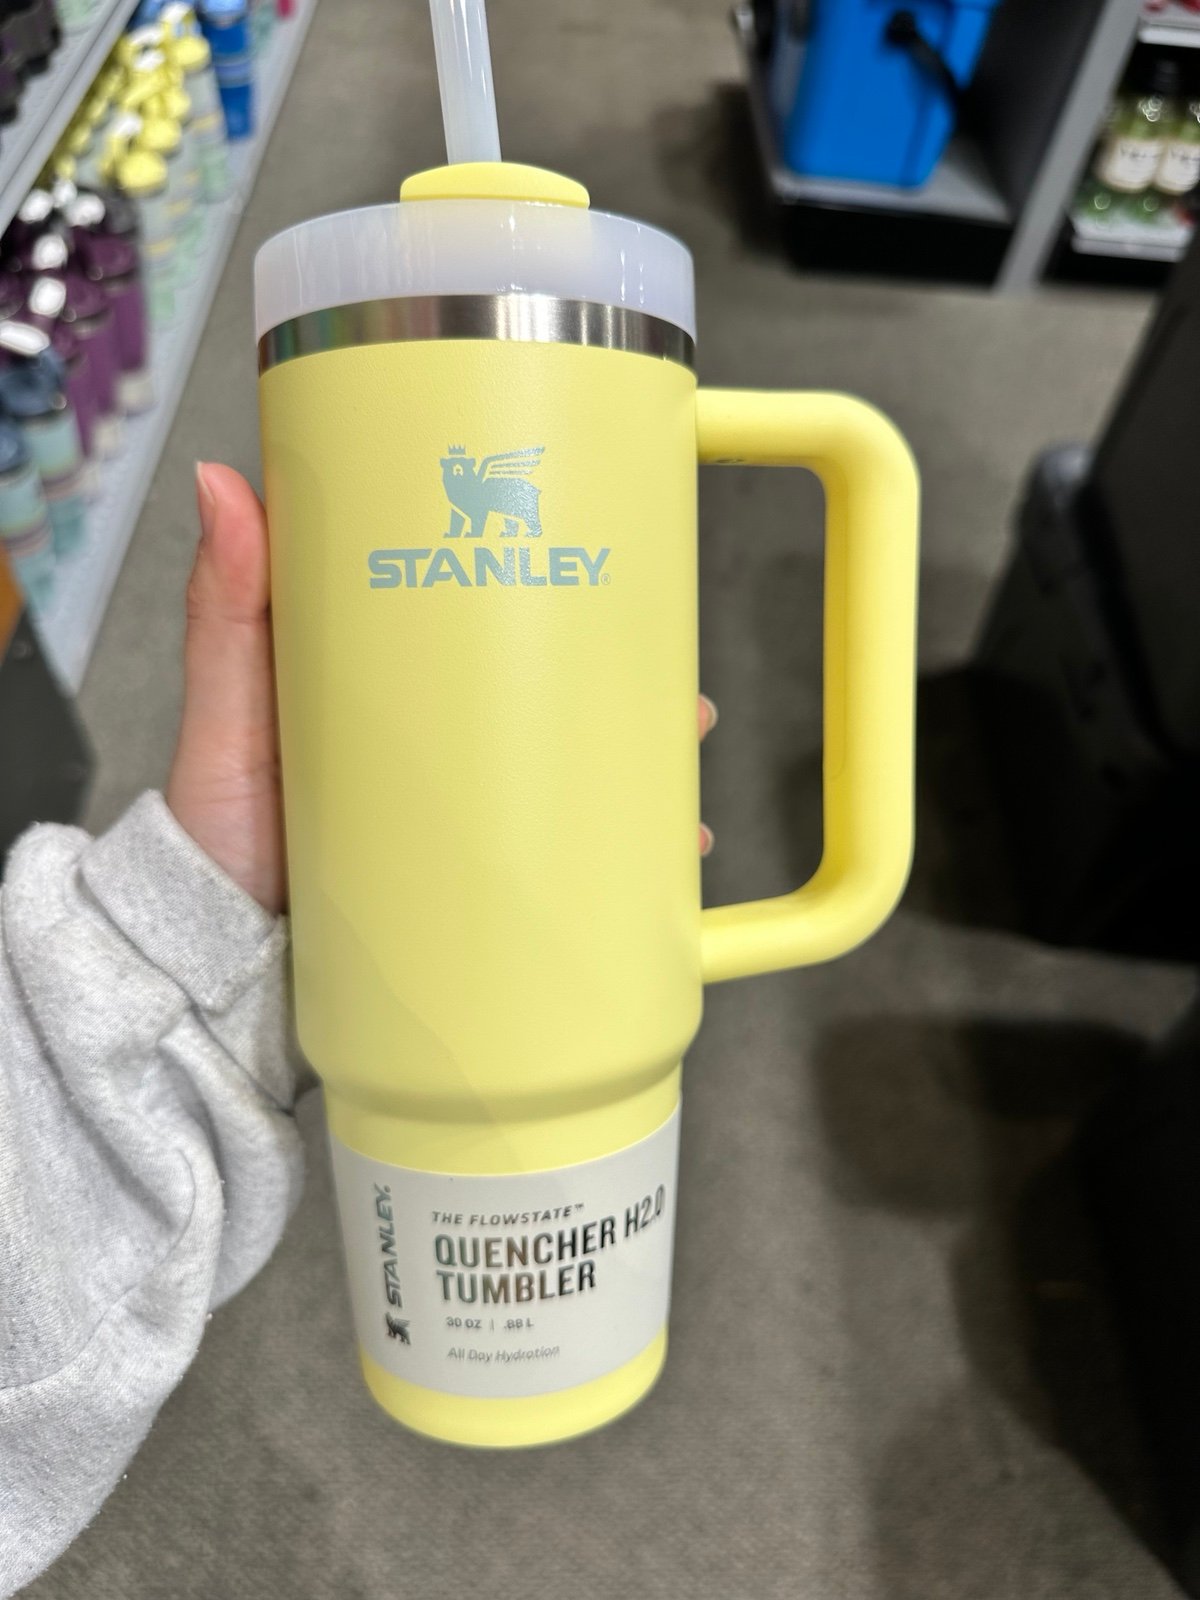 STANLEY®
STANLEY.
THE FLOWSTATE™
QUENCHER H2.0
TUMBLER
30 OZ | .88 L
All Day Hydration